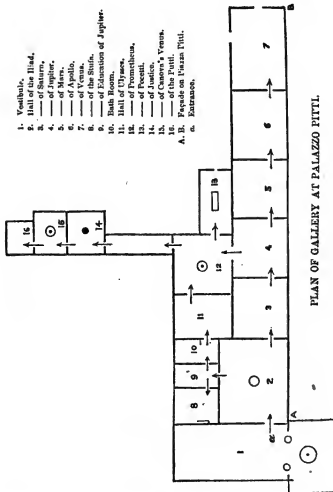 1. Vestibule.
2. Hall of the Iliad.
3. —— of Saturn.
4. —— of Jupiter.
5. —— of Mars.
6. —— of Apollo.
7. —— of Venus.
8. —— of the Stufa.
9. —— of Education of Jupiter.
10. Bath Room.
11. Hall of Ulysses.
12. —— of Prometheus.
13. —— of Poccetti.
14. —— of Justice.
15. —— of Canova's Venus.
16. —— of the Putti.
A. B. Façade on Piazza Pitti.
a. Entrance.
16
15
14
13
12
11
10
9
8
7
6
5
4
3
2
1
A
B
a
PLAN OF GALLERY AT PALAZZO PITTI.